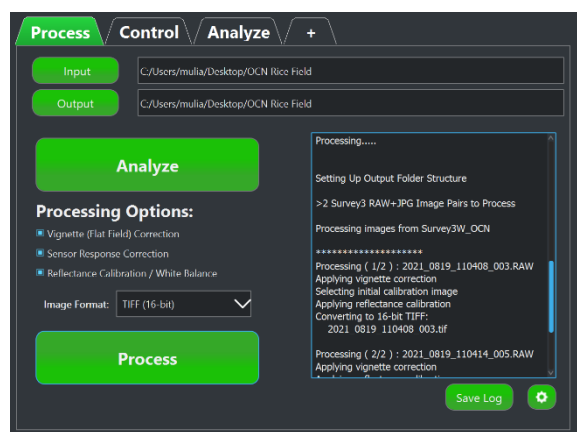 Process Control Analyze +
Input C:/Users/mulia/Desktop/OCN Rice Field
Output C:/Users/mulia/Desktop/OCN Rice Field
Analyze
Processing Options:
Vignette (Flat Field) Correction
Sensor Response Correction
Reflectance Calibration / White Balance
Image Format: TIFF (16-bit)
Process
Processing.....
Setting Up Output Folder Structure
>2 Survey3 RAW+JPG Image Pairs to Process
Processing images from Survey3W_OCN
********************
Processing ( 1/2 ) : 2021_0819_110408_003.RAW
Applying vignette correction
Selecting initial calibration image
Applying reflectance calibration
Converting to 16-bit TIFF:
2021_0819_110408_003.tif
Processing ( 2/2 ) : 2021_0819_110414_005.RAW
Applying vignette correction
Save Log